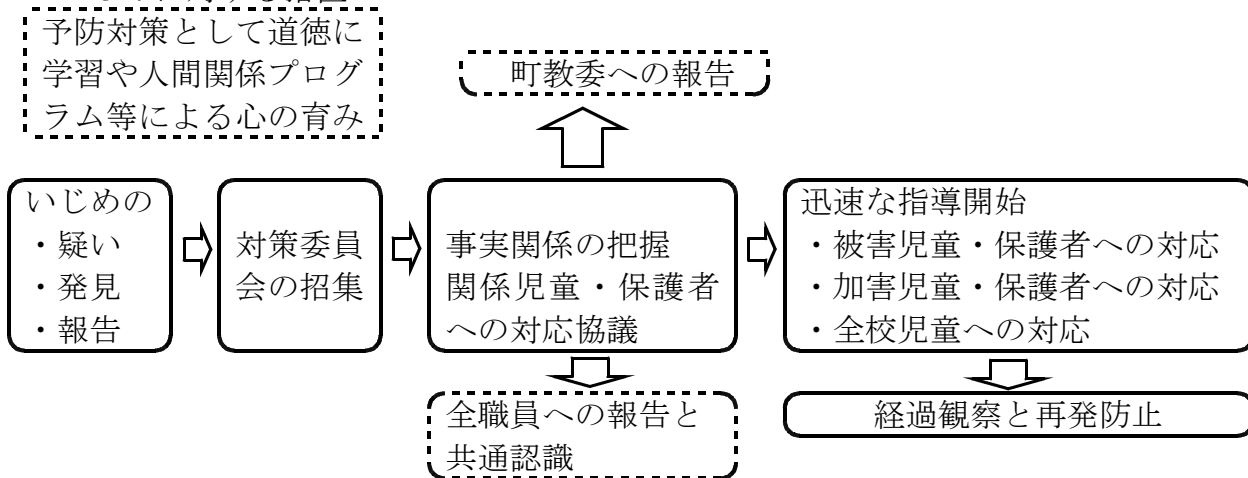 予防対策として道徳に
学習や人間関係プログ
ラム等による心の育み
町教委への報告
いじめの
・疑い
・発見
・報告
対策委員
会の招集
事実関係の把握
関係児童・保護者
への対応協議
迅速な指導開始
・被害児童・保護者への対応
・加害児童・保護者への対応
・全校児童への対応
全職員への報告と
共通認識
経過観察と再発防止